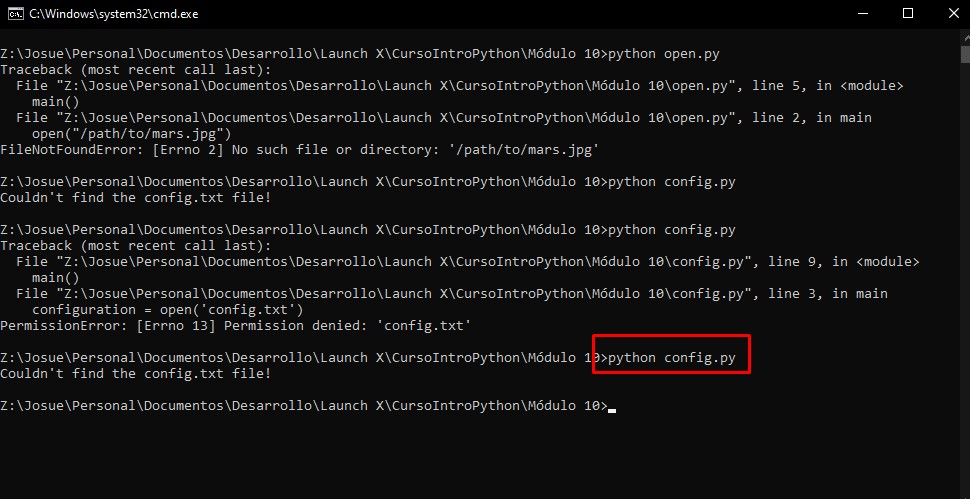 C:\Windows\system32\cmd.exe
Z:\Josue\Personal\Documentos\Desarrollo\Launch X\CursoIntroPython\Módulo 10>python open.py
Traceback (most recent call last):
  File "Z:\Josue\Personal\Documentos\Desarrollo\Launch X\CursoIntroPython\Módulo 10\open.py", line 5, in <module>
    main()
  File "Z:\Josue\Personal\Documentos\Desarrollo\Launch X\CursoIntroPython\Módulo 10\open.py", line 2, in main
    open("/path/to/mars.jpg")
FileNotFoundError: [Errno 2] No such file or directory: '/path/to/mars.jpg'
Z:\Josue\Personal\Documentos\Desarrollo\Launch X\CursoIntroPython\Módulo 10>python config.py
Couldn't find the config.txt file!
Z:\Josue\Personal\Documentos\Desarrollo\Launch X\CursoIntroPython\Módulo 10>python config.py
Traceback (most recent call last):
  File "Z:\Josue\Personal\Documentos\Desarrollo\Launch X\CursoIntroPython\Módulo 10\config.py", line 9, in <module>
    main()
  File "Z:\Josue\Personal\Documentos\Desarrollo\Launch X\CursoIntroPython\Módulo 10\config.py", line 3, in main
    configuration = open('config.txt')
PermissionError: [Errno 13] Permission denied: 'config.txt'
Z:\Josue\Personal\Documentos\Desarrollo\Launch X\CursoIntroPython\Módulo 10>python config.py
Couldn't find the config.txt file!
Z:\Josue\Personal\Documentos\Desarrollo\Launch X\CursoIntroPython\Módulo 10>